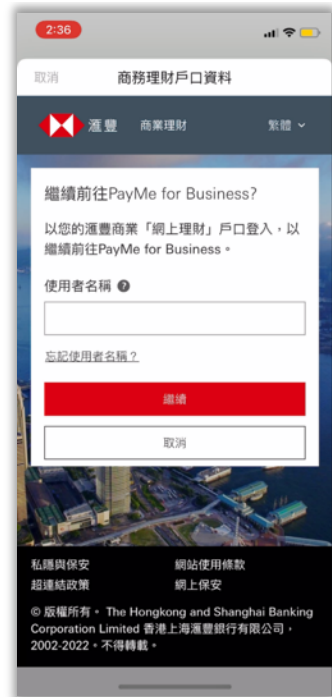 2:36
取消 商務理財戶口資料
滙豐 商業理財 繁體
繼續前往PayMe for Business?
以您的滙豐商業「網上理財」戶口登入，以
繼續前往PayMe for Business。
使用者名稱 ?
忘記使用者名稱？
繼續
取消
私隱與保安 網站使用條款
超連結政策 網上保安
© 版權所有。 The Hongkong and Shanghai Banking
Corporation Limited 香港上海滙豐銀行有限公司，
2002-2022。不得轉載。